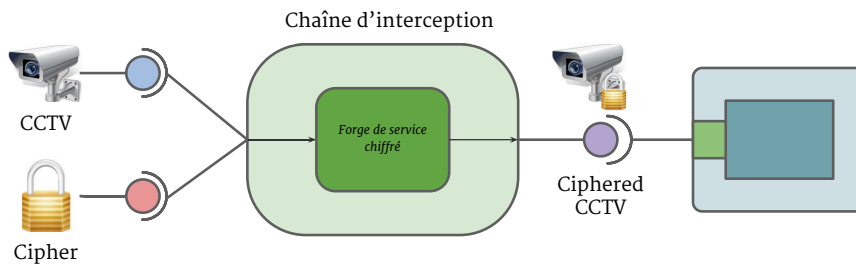 Chaîne d'interception
CCTV
Forge de service
chiffré
Ciphered
CCTV
Cipher